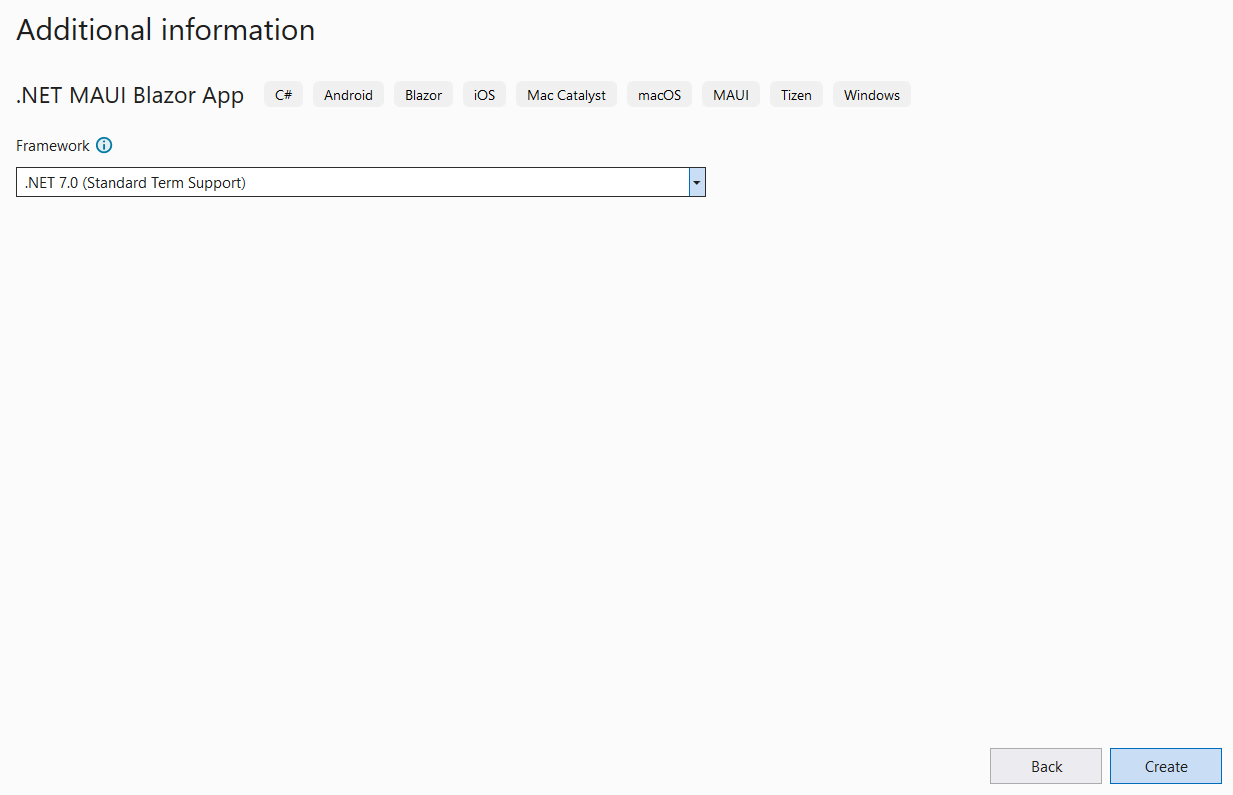 Additional information
.NET MAUI Blazor App C# Android Blazor iOS Mac Catalyst macOS MAUI Tizen Windows
Framework
.NET 7.0 (Standard Term Support)
Back Create